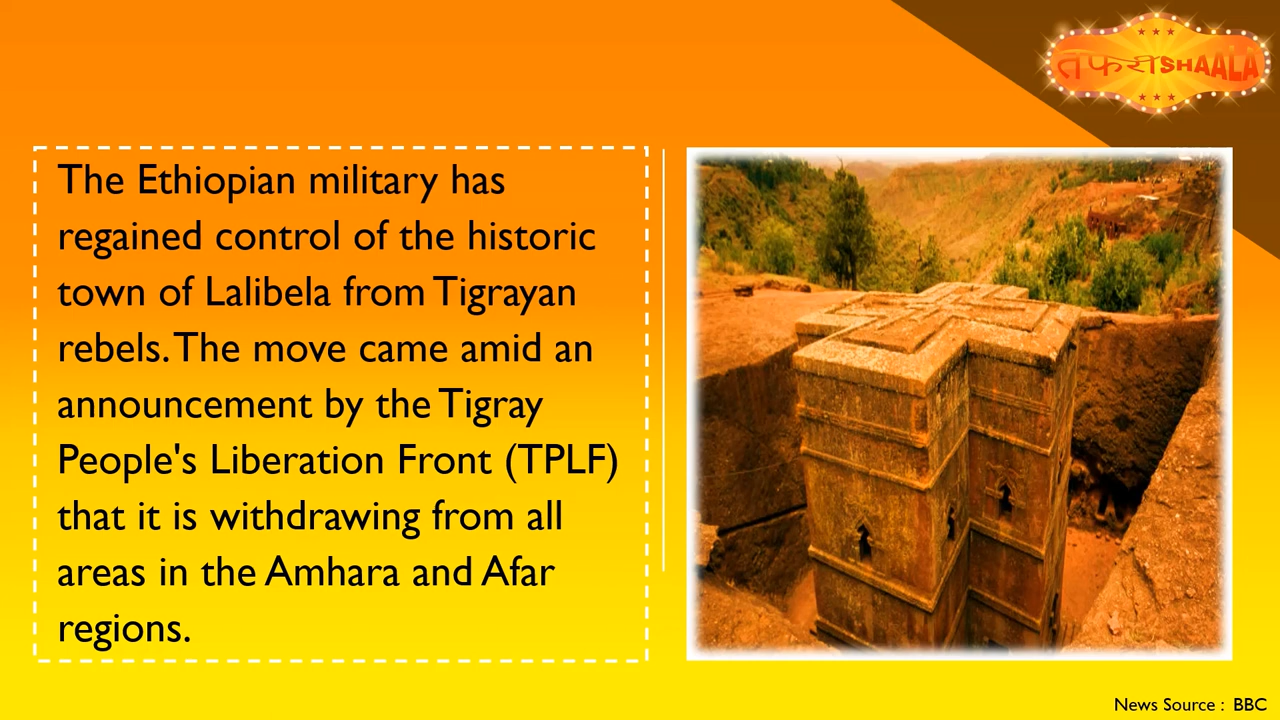 तफरीSHAALA
The Ethiopian military has
regained control of the historic
town of Lalibela from Tigrayan
rebels. The move came amid an
announcement by the Tigray
People's Liberation Front (TPLF)
that it is withdrawing from all
areas in the Amhara and Afar
regions.
News Source : BBC